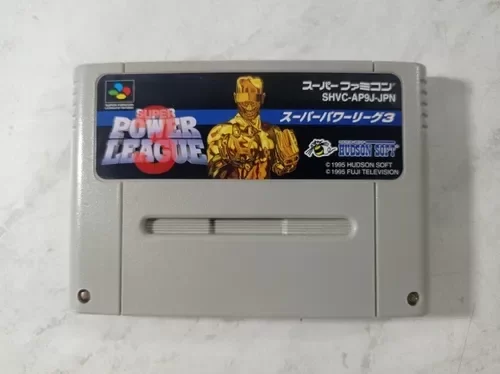 SUPER
POWER
LEAGUE
3
スーパーファミコン
SHVC-AP9J-JPN
スーパーパワーリーグ3
HUDSON SOFT
© 1995 HUDSON SOFT
© 1995 FUJI TELEVISION